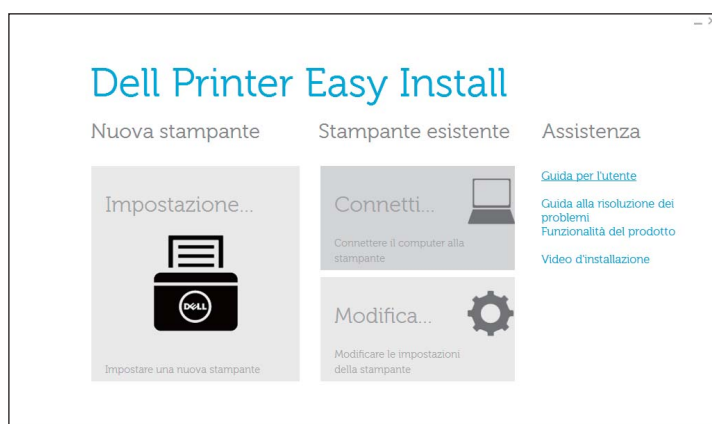 Dell Printer Easy Install
Nuova stampante
Impostazione...
DELL
Impostare una nuova stampante
Stampante esistente
Connetti...
Connettere il computer alla
stampante
Modifica...
Modificare le impostazioni
della stampante
Assistenza
Guida per l'utente
Guida alla risoluzione dei
problemi
Funzionalità del prodotto
Video d'installazione